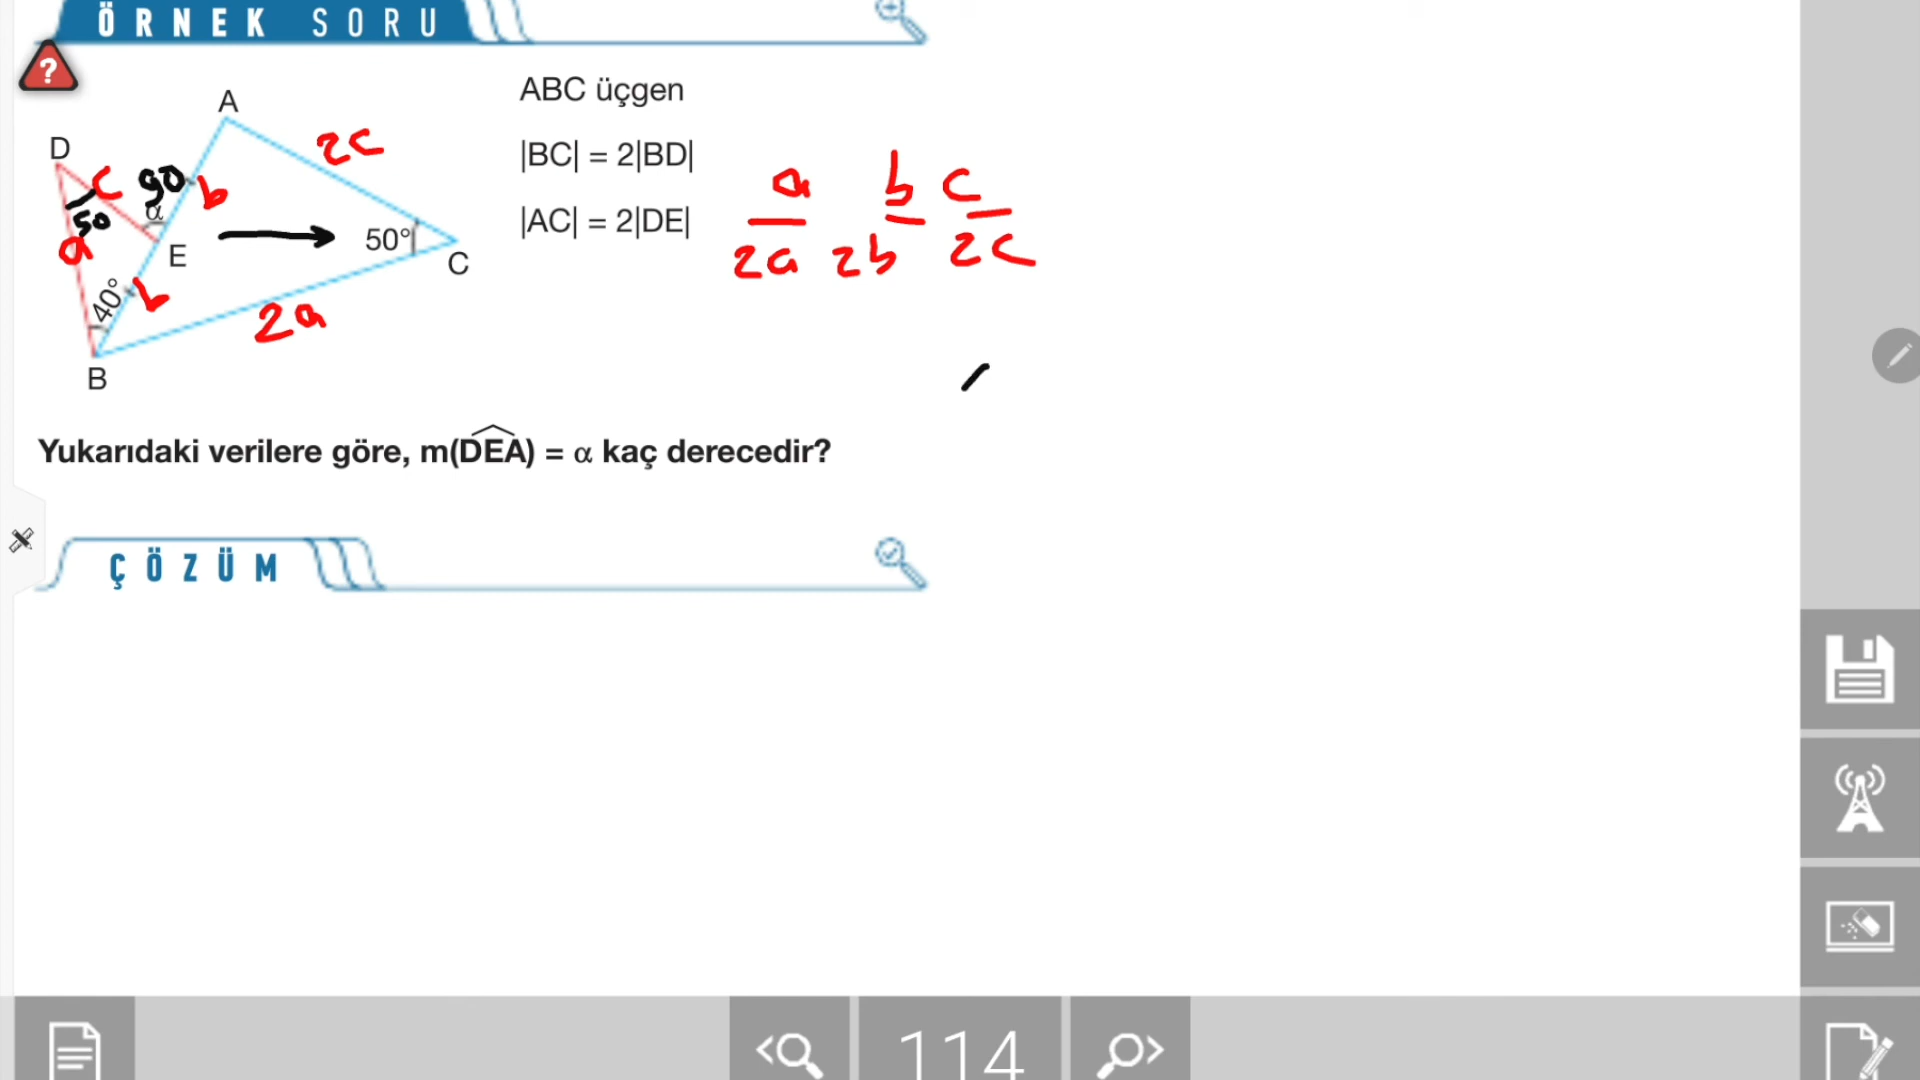 ÖRNEK SORU
?
A
ABC üçgen
D
2c
|BC| = 2|BD|
c 90 b
a b c
50 α
|AC| = 2|DE|
a
E
50°
C
2a 2b 2c
40° b
2a
B
Yukarıdaki verilere göre, m(DEA) = α kaç derecedir?
ÇÖZÜM
114